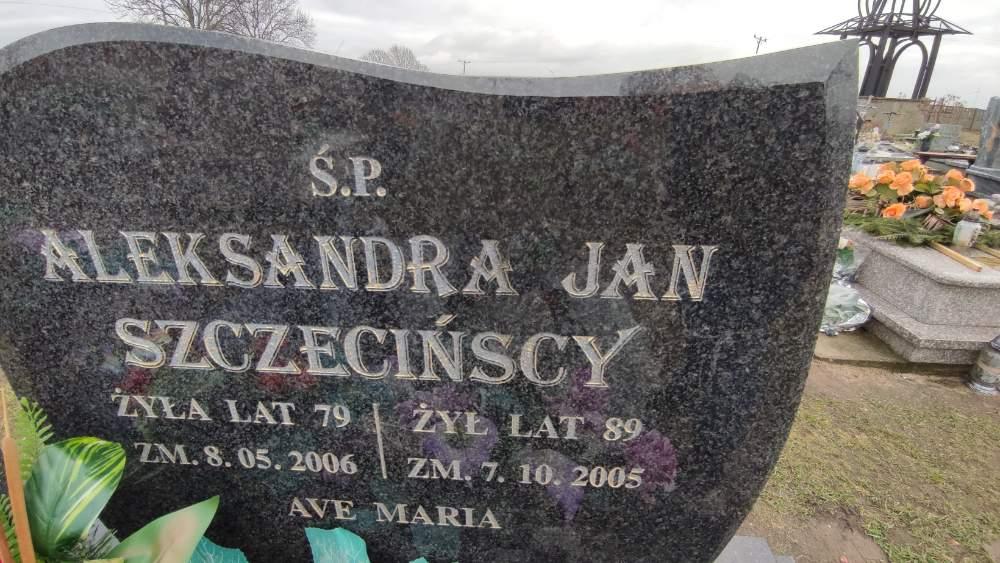 Ś.P.
ALEKSANDRA JAN
SZCZECIŃSCY
ŻYŁA LAT 79 ŻYŁ LAT 89
ZM. 8. 05. 2006 ZM. 7. 10. 2005
AVE MARIA